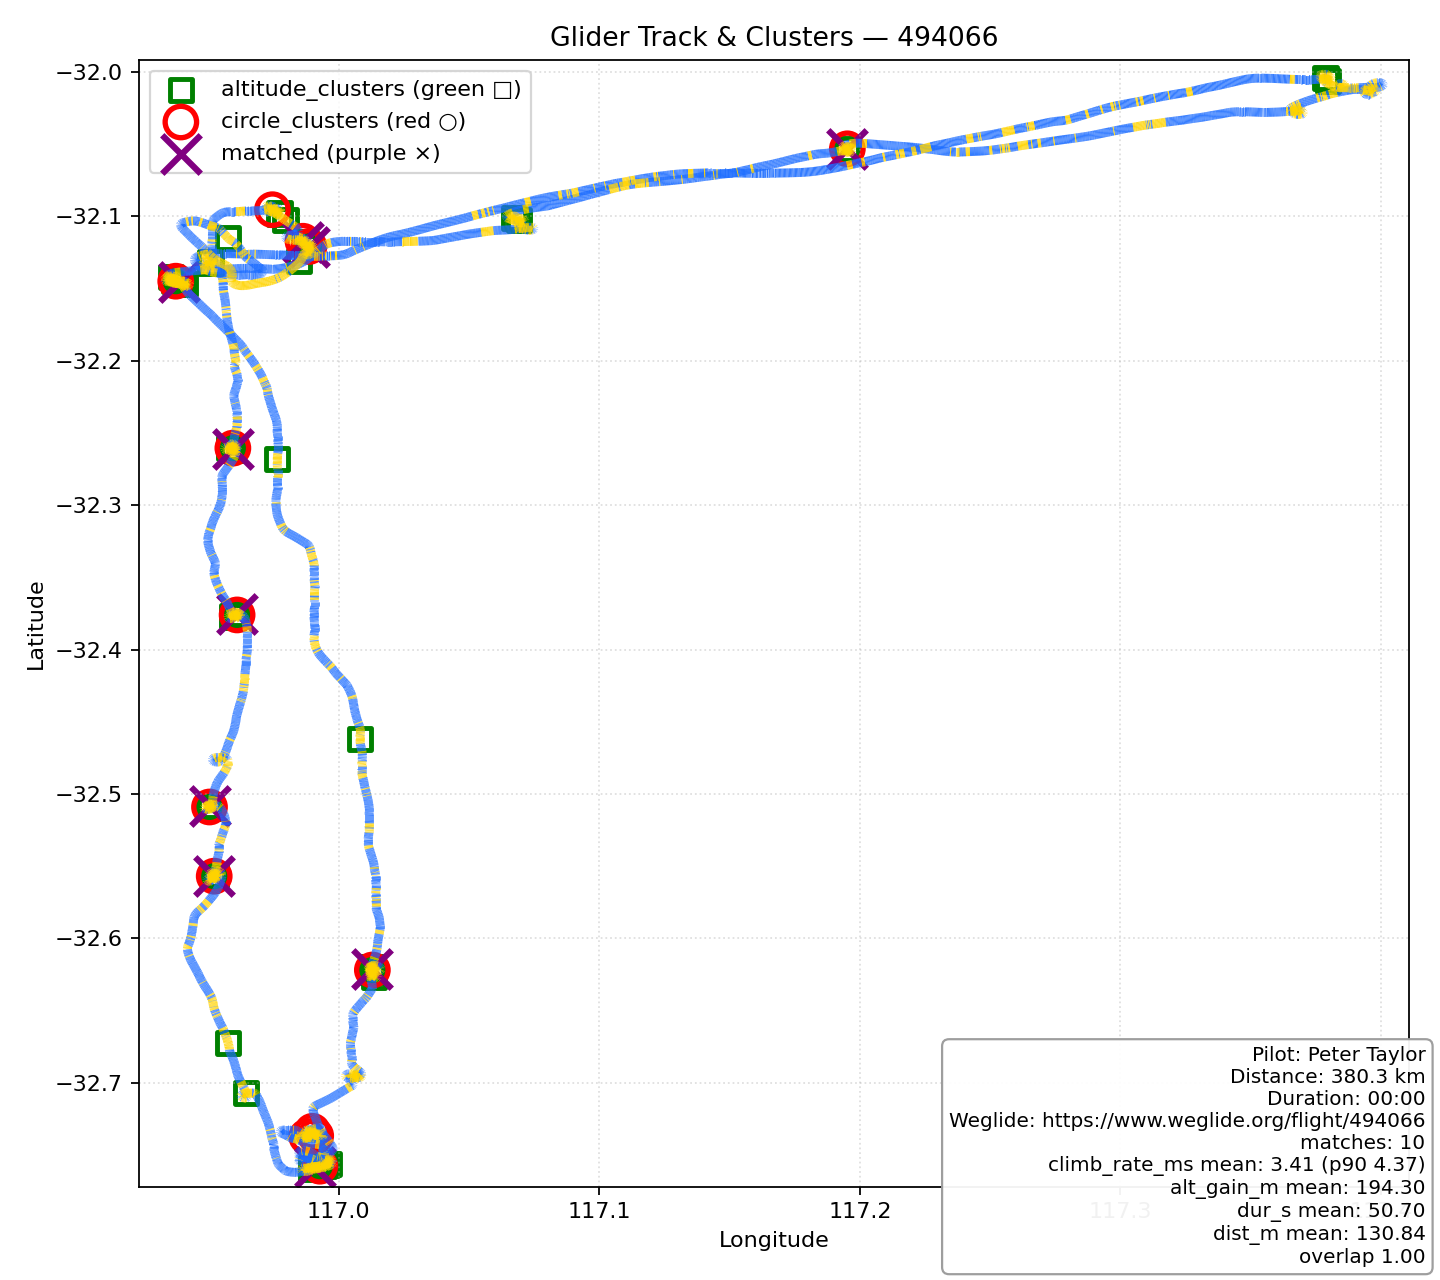 Glider Track & Clusters — 494066
altitude_clusters (green □)
circle_clusters (red ○)
matched (purple ×)
−32.0
−32.1
−32.2
−32.3
−32.4
−32.5
−32.6
−32.7
Latitude
117.0
117.1
117.2
117.3
Longitude
Pilot: Peter Taylor
Distance: 380.3 km
Duration: 00:00
Weglide: https://www.weglide.org/flight/494066
matches: 10
climb_rate_ms mean: 3.41 (p90 4.37)
alt_gain_m mean: 194.30
dur_s mean: 50.70
dist_m mean: 130.84
overlap 1.00